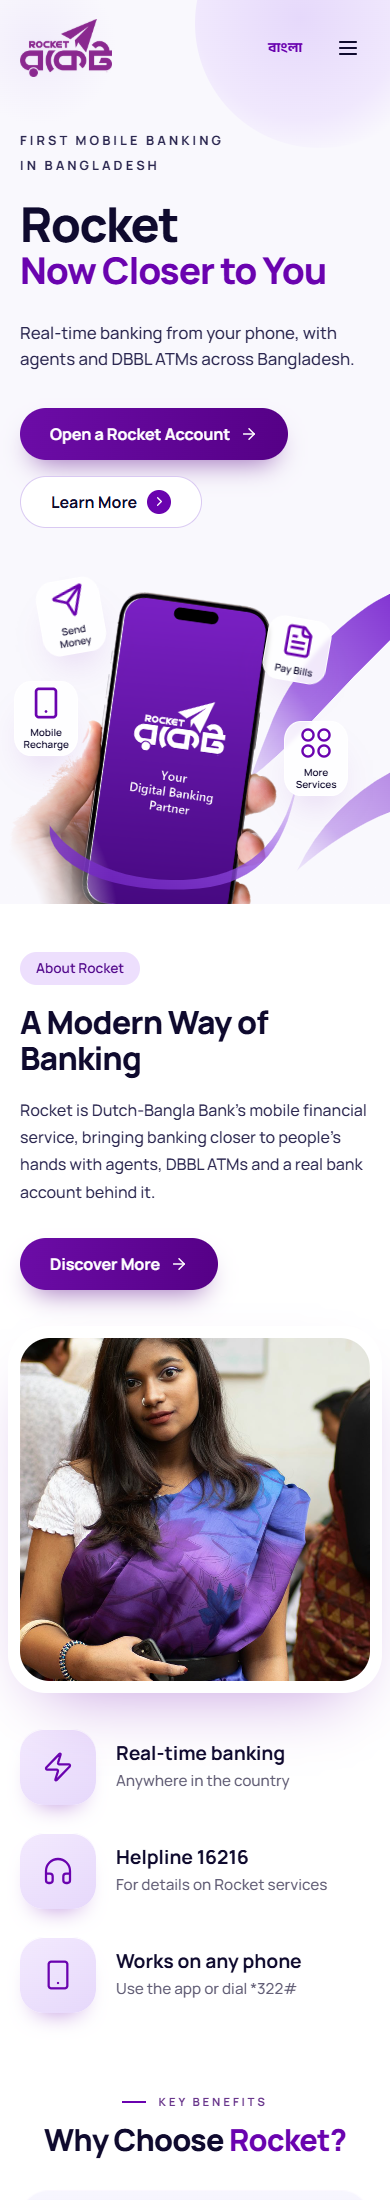 ROCKET
রকেট
বাংলা
FIRST MOBILE BANKING
IN BANGLADESH
Rocket
Now Closer to You
Real-time banking from your phone, with
agents and DBBL ATMs across Bangladesh.
Open a Rocket Account
Learn More
Send
Money
Pay Bills
Mobile
Recharge
ROCKET
রকেট
More
Services
Your
Digital Banking
Partner
About Rocket
A Modern Way of
Banking
Rocket is Dutch-Bangla Bank's mobile financial
service, bringing banking closer to people's
hands with agents, DBBL ATMs and a real bank
account behind it.
Discover More
Real-time banking
Anywhere in the country
Helpline 16216
For details on Rocket services
Works on any phone
Use the app or dial *322#
KEY BENEFITS
Why Choose Rocket?